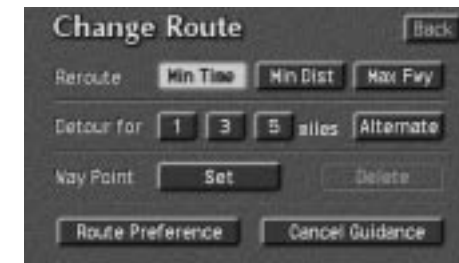 Change Route Back
Reroute Min Time Min Dist Max Fwy
Detour for 1 3 5 miles Alternate
Way Point Set Delete
Route Preference Cancel Guidance